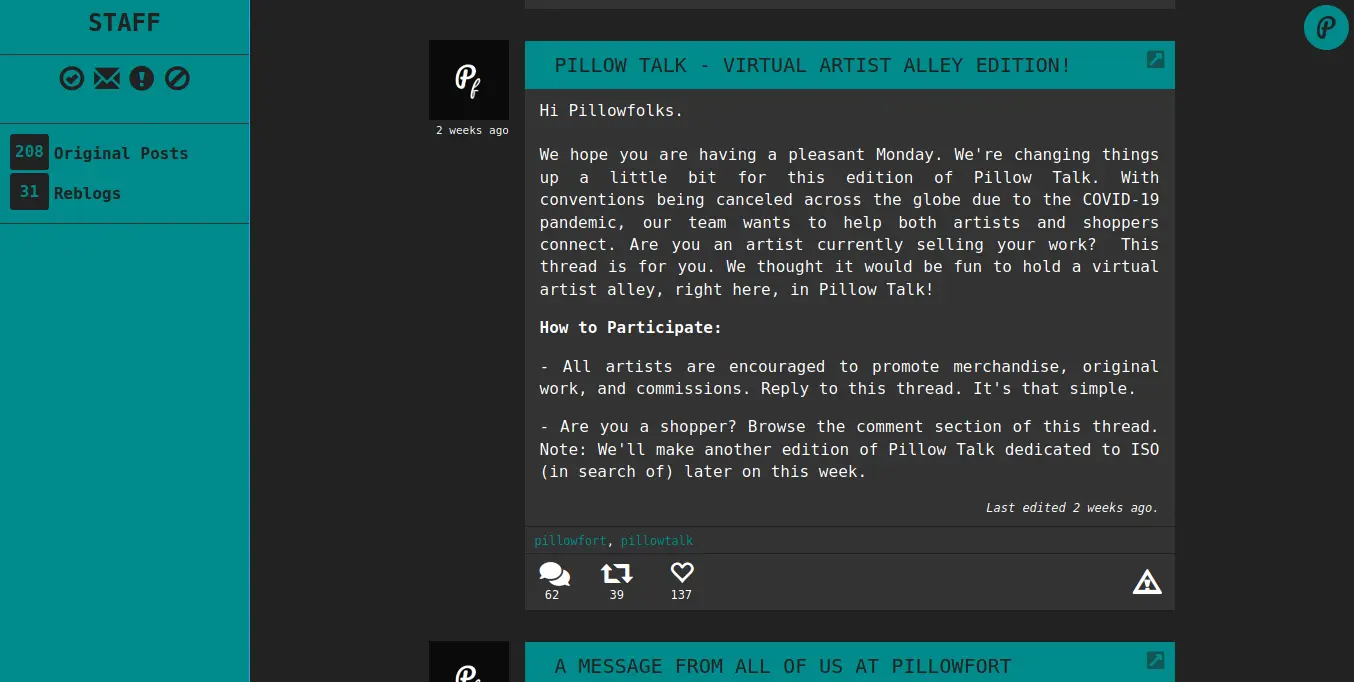 STAFF
208 Original Posts
31 Reblogs
P
Pf
2 weeks ago
PILLOW TALK - VIRTUAL ARTIST ALLEY EDITION!
Hi Pillowfolks.
We hope you are having a pleasant Monday. We're changing things
up a little bit for this edition of Pillow Talk. With
conventions being canceled across the globe due to the COVID-19
pandemic, our team wants to help both artists and shoppers
connect. Are you an artist currently selling your work? This
thread is for you. We thought it would be fun to hold a virtual
artist alley, right here, in Pillow Talk!
How to Participate:
- All artists are encouraged to promote merchandise, original
work, and commissions. Reply to this thread. It's that simple.
- Are you a shopper? Browse the comment section of this thread.
Note: We'll make another edition of Pillow Talk dedicated to ISO
(in search of) later on this week.
Last edited 2 weeks ago.
pillowfort, pillowtalk
62 39 137
P
A MESSAGE FROM ALL OF US AT PILLOWFORT